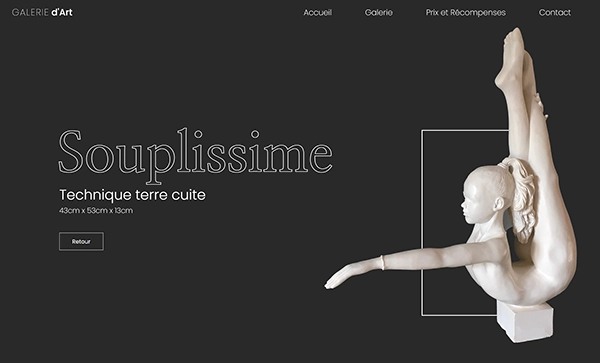 GALERIE d'Art
Accueil Galerie Prix et Récompenses Contact
Souplissime
Technique terre cuite
43cm x 53cm x 13cm
Retour